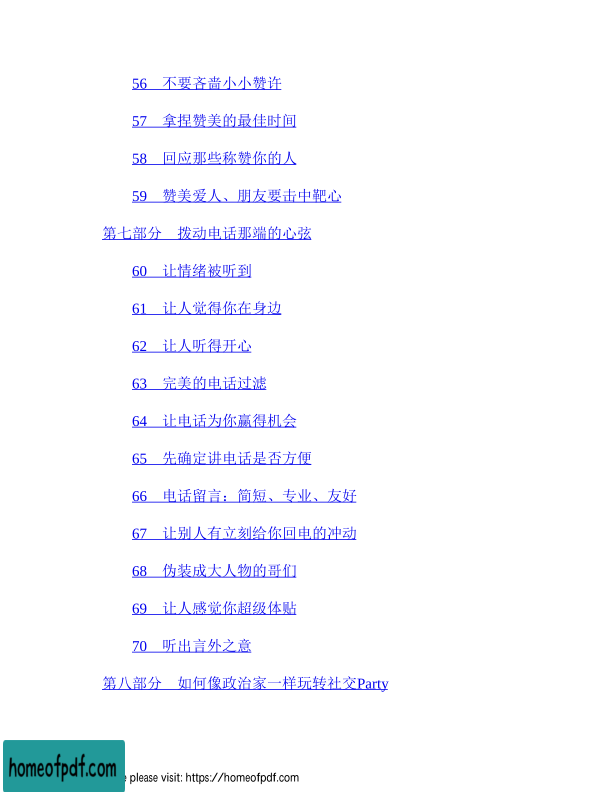 56 不要吝啬小小赞许
57 拿捏赞美的最佳时间
58 回应那些称赞你的人
59 赞美爱人、朋友要击中靶心
第七部分 拨动电话那端的心弦
60 让情绪被听到
61 让人觉得你在身边
62 让人听得开心
63 完美的电话过滤
64 让电话为你赢得机会
65 先确定讲电话是否方便
66 电话留言：简短、专业、友好
67 让别人有立刻给你回电的冲动
68 伪装成大人物的哥们
69 让人感觉你超级体贴
70 听出言外之意
第八部分 如何像政治家一样玩转社交Party
homeofpdf.com
please visit: https://homeofpdf.com